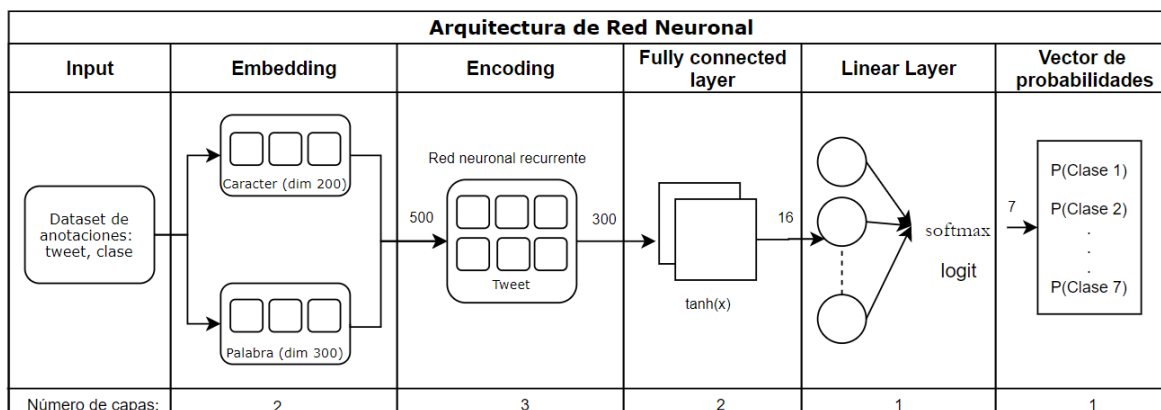 Arquitectura de Red Neuronal
Input
Embedding
Encoding
Fully connected
layer
Linear Layer
Vector de
probabilidades
Dataset de
anotaciones:
tweet, clase
Caracter (dim 200)
Palabra (dim 300)
500
Red neuronal recurrente
Tweet
300
tanh(x)
16
softmax
logit
7
P(Clase 1)
P(Clase 2)
.
.
.
P(Clase 7)
Número de capas:
2
3
2
1
1